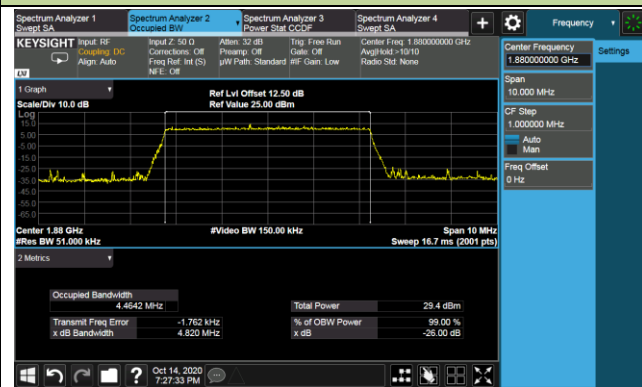 Spectrum Analyzer 1
Swept SA
Spectrum Analyzer 2
Occupied BW
Spectrum Analyzer 3
Power Stat CCDF
Spectrum Analyzer 4
Swept SA
+
Frequency
KEYSIGHT
Input: RF
Coupling: DC
Align: Auto
Input Z: 50 Ω
Corrections: Off
Freq Ref: Int (S)
NFE: Off
Atten: 32 dB
Preamp: Off
µW Path: Standard
Trig: Free Run
Gate: Off
#IF Gain: Low
Center Freq: 1.880000000 GHz
Avg|Hold:>10/10
Radio Std: None
LXI
Center Frequency
1.880000000 GHz
Settings
Span
10.000 MHz
CF Step
1.000000 MHz
Auto
Man
Freq Offset
0 Hz
1 Graph
Scale/Div 10.0 dB
Ref Lvl Offset 12.50 dB
Ref Value 25.00 dBm
Log
15.0
5.00
-5.00
-15.0
-25.0
-35.0
-45.0
-55.0
-65.0
Center 1.88 GHz
#Video BW 150.00 kHz
Span 10 MHz
#Res BW 51.000 kHz
Sweep 16.7 ms (2001 pts)
2 Metrics
Occupied Bandwidth
4.4642 MHz
Total Power 29.4 dBm
Transmit Freq Error -1.762 kHz
% of OBW Power 99.00 %
x dB Bandwidth 4.820 MHz
x dB -26.00 dB
?
Oct 14, 2020
7:27:33 PM